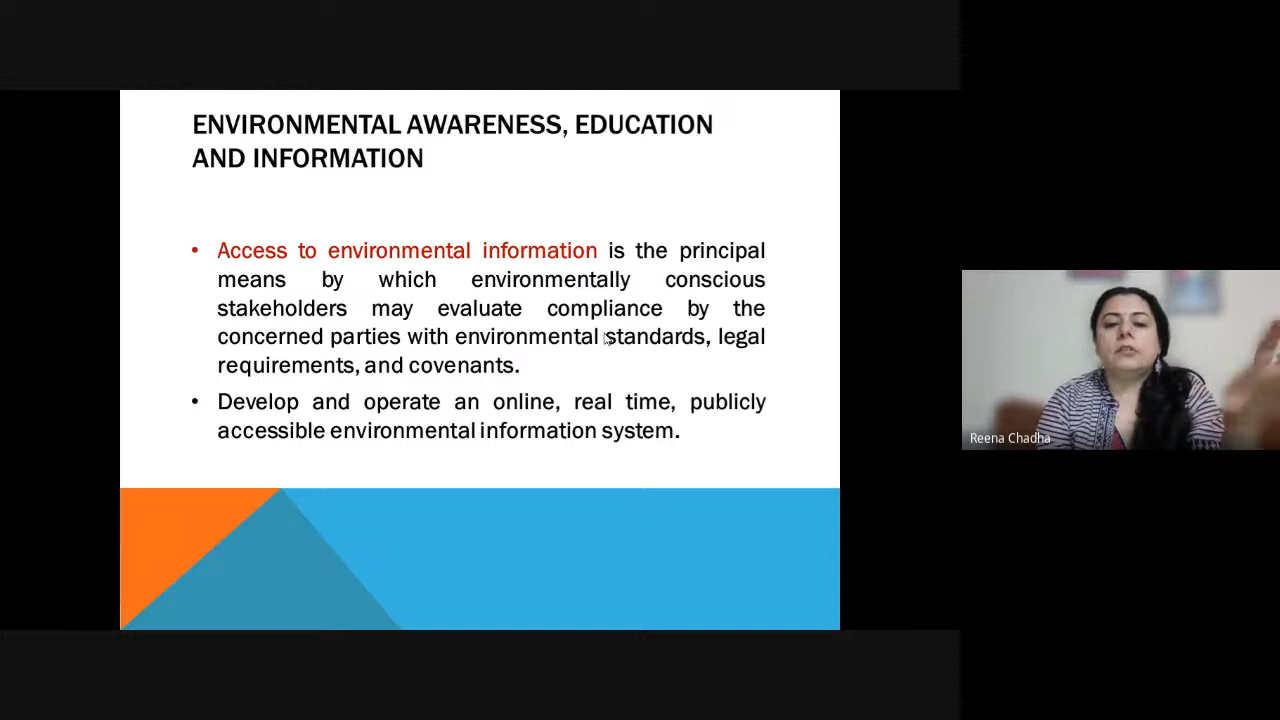 ENVIRONMENTAL AWARENESS, EDUCATION
AND INFORMATION
• Access to environmental information is the principal
means by which environmentally conscious
stakeholders may evaluate compliance by the
concerned parties with environmental standards, legal
requirements, and covenants.
• Develop and operate an online, real time, publicly
accessible environmental information system.
Reena Chadha